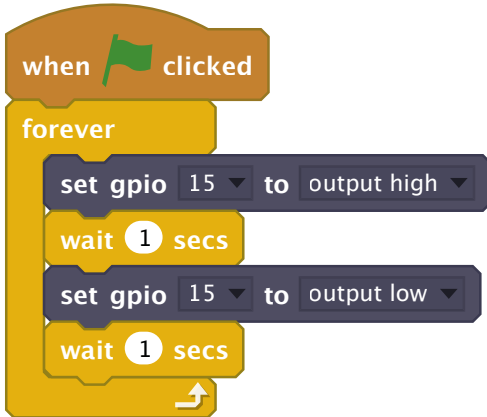 when clicked
forever
set gpio 15 to output high
wait 1 secs
set gpio 15 to output low
wait 1 secs